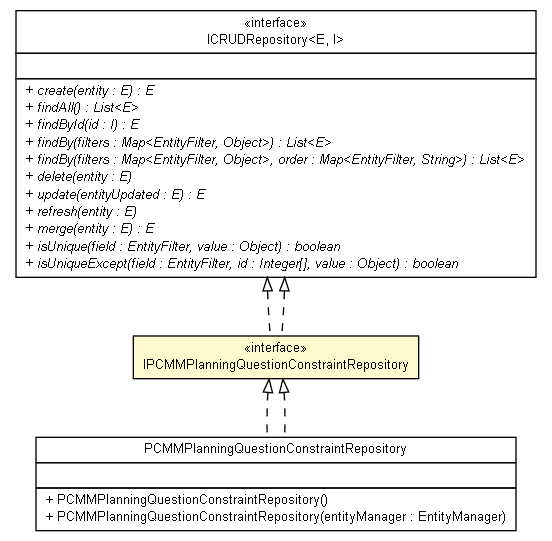 «interface»
ICRUDRepository<E, I>
+ create(entity : E) : E
+ findAll() : List<E>
+ findById(id : I) : E
+ findBy(filters : Map<EntityFilter, Object>) : List<E>
+ findBy(filters : Map<EntityFilter, Object>, order : Map<EntityFilter, String>) : List<E>
+ delete(entity : E)
+ update(entityUpdated : E) : E
+ refresh(entity : E)
+ merge(entity : E) : E
+ isUnique(field : EntityFilter, value : Object) : boolean
+ isUniqueExcept(field : EntityFilter, id : Integer[], value : Object) : boolean
«interface»
IPCMMPlanningQuestionConstraintRepository
PCMMPlanningQuestionConstraintRepository
+ PCMMPlanningQuestionConstraintRepository()
+ PCMMPlanningQuestionConstraintRepository(entityManager : EntityManager)